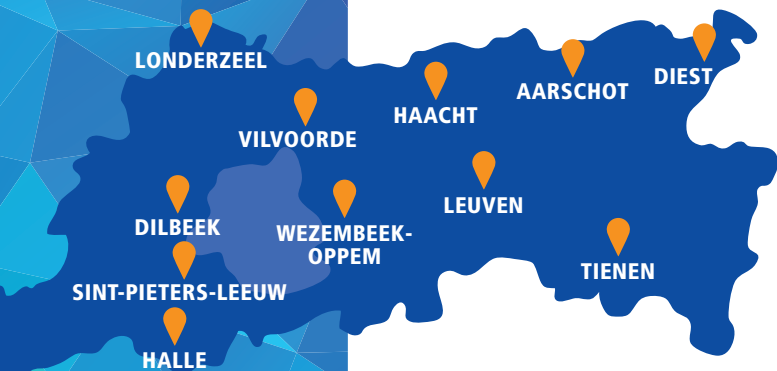 LONDERZEEL
DIEST
AARSCHOT
HAACHT
VILVOORDE
LEUVEN
DILBEEK
WEZEMBEEK-
OPPEM
TIENEN
SINT-PIETERS-LEEUW
HALLE